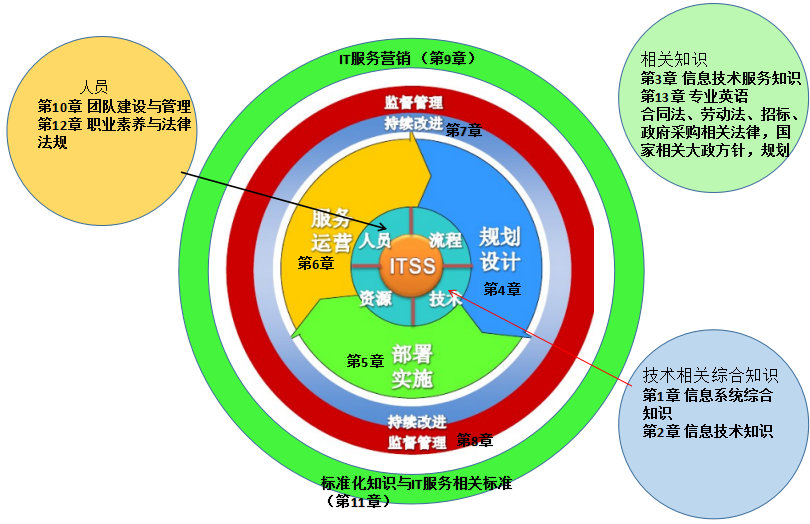 IT服务营销（第9章）
人员
第10章 团队建设与管理
第12章 职业素养与法律
法规
相关知识
第3章 信息技术服务知识
第13章 专业英语
合同法、劳动法、招标、
政府采购相关法律，国
家相关大政方针，规划
监督管理
持续改进
第7章
服务
运营
第6章
人员
流程
ITSS
资源
技术
规划
设计
第4章
第5章
部署
实施
持续改进
监督管理
第8章
标准化知识与IT服务相关标准
（第11章）
技术相关综合知识
第1章 信息系统综合
知识
第2章 信息技术知识